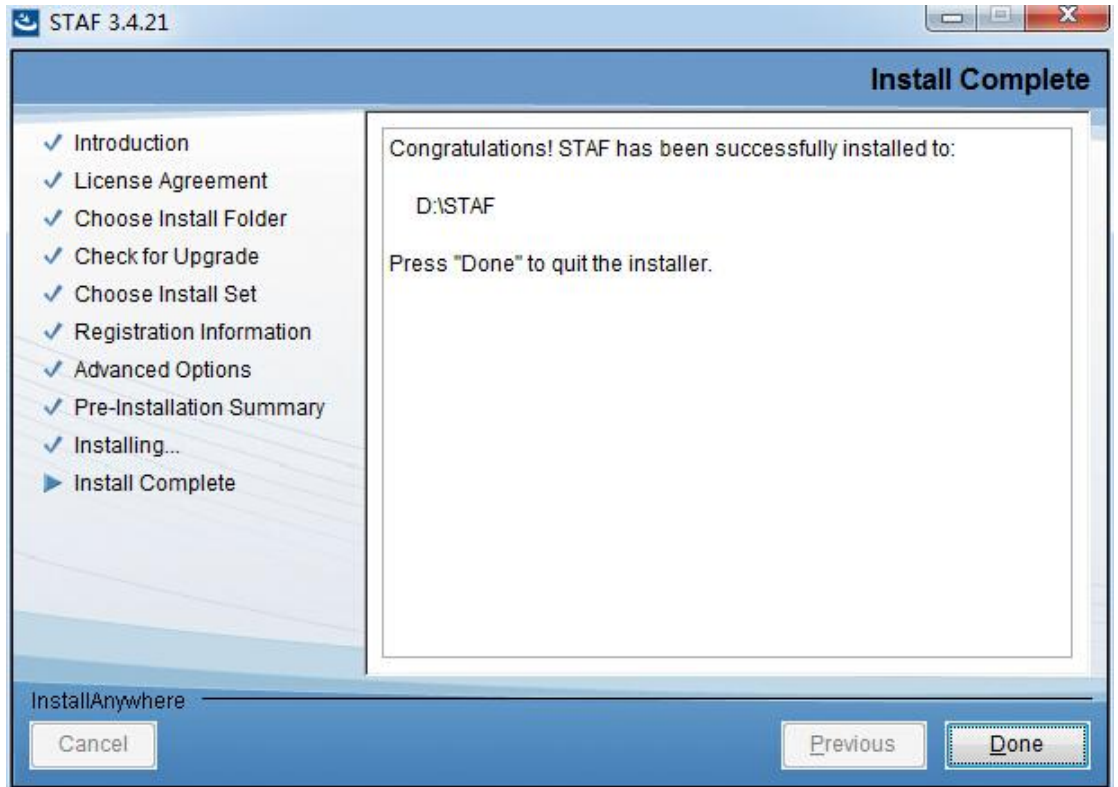 STAF 3.4.21
Install Complete
Introduction
License Agreement
Choose Install Folder
Check for Upgrade
Choose Install Set
Registration Information
Advanced Options
Pre-Installation Summary
Installing...
Install Complete
Congratulations! STAF has been successfully installed to:
D:\STAF
Press "Done" to quit the installer.
InstallAnywhere
Cancel
Previous
Done